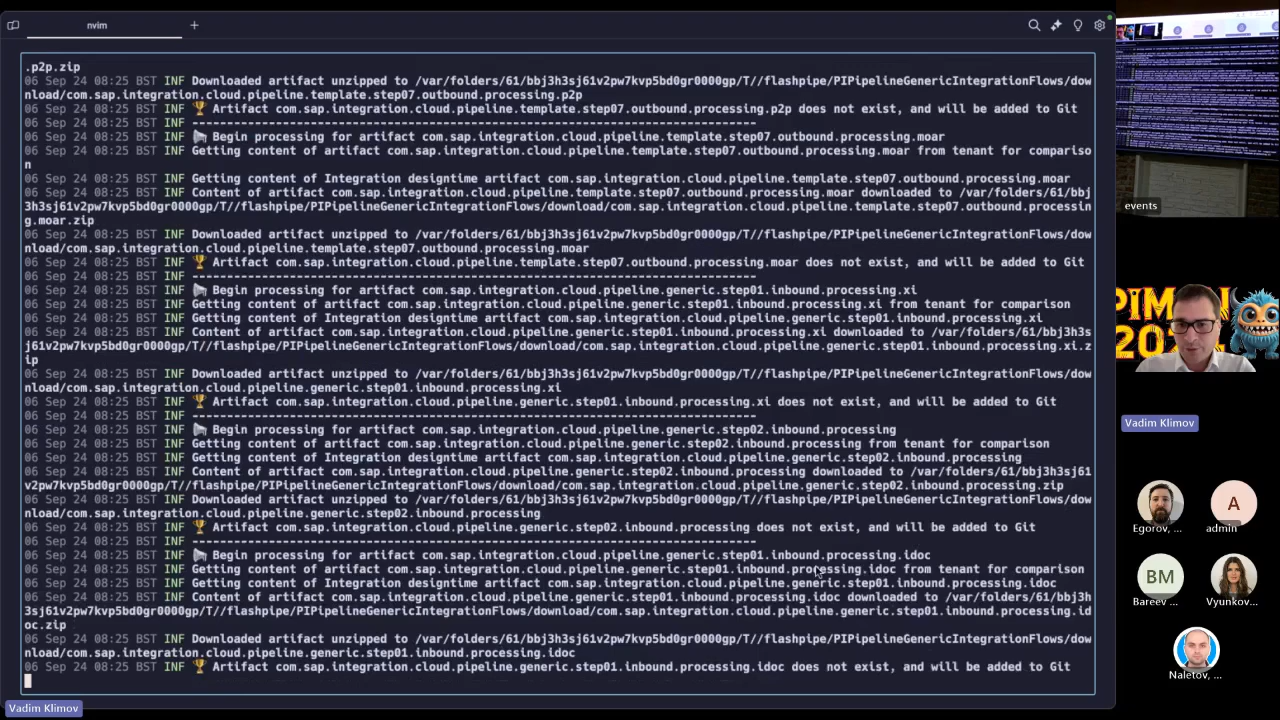 nvim
.p2p.zip
06 Sep 24 08:25 BST INF Downloaded artifact unzipped to /var/folders/61/bbj3h3sj61v2pw7kvp5bd0gr0000gp/T//flashpipe/PIPipelineGenericIntegrationFlows/dow
nload/com.sap.integration.cloud.pipeline.template.step07.outbound.processing.p2p
06 Sep 24 08:25 BST INF 🏆 Artifact com.sap.integration.cloud.pipeline.template.step07.outbound.processing.p2p does not exist, and will be added to Git
06 Sep 24 08:25 BST INF ---------------------------------------------------------------------------------
06 Sep 24 08:25 BST INF 📢 Begin processing for artifact com.sap.integration.cloud.pipeline.template.step07.outbound.processing.moar
06 Sep 24 08:25 BST INF Getting content of artifact com.sap.integration.cloud.pipeline.template.step07.outbound.processing.moar from tenant for compariso
n
06 Sep 24 08:25 BST INF Getting content of Integration designtime artifact com.sap.integration.cloud.pipeline.template.step07.outbound.processing.moar
06 Sep 24 08:25 BST INF Content of artifact com.sap.integration.cloud.pipeline.template.step07.outbound.processing.moar downloaded to /var/folders/61/bbj
3h3sj61v2pw7kvp5bd0gr0000gp/T//flashpipe/PIPipelineGenericIntegrationFlows/download/com.sap.integration.cloud.pipeline.template.step07.outbound.processin
g.moar.zip
06 Sep 24 08:25 BST INF Downloaded artifact unzipped to /var/folders/61/bbj3h3sj61v2pw7kvp5bd0gr0000gp/T//flashpipe/PIPipelineGenericIntegrationFlows/dow
nload/com.sap.integration.cloud.pipeline.template.step07.outbound.processing.moar
06 Sep 24 08:25 BST INF 🏆 Artifact com.sap.integration.cloud.pipeline.template.step07.outbound.processing.moar does not exist, and will be added to Git
06 Sep 24 08:25 BST INF ---------------------------------------------------------------------------------
06 Sep 24 08:25 BST INF 📢 Begin processing for artifact com.sap.integration.cloud.pipeline.generic.step01.inbound.processing.xi
06 Sep 24 08:25 BST INF Getting content of artifact com.sap.integration.cloud.pipeline.generic.step01.inbound.processing.xi from tenant for comparison
06 Sep 24 08:25 BST INF Getting content of Integration designtime artifact com.sap.integration.cloud.pipeline.generic.step01.inbound.processing.xi
06 Sep 24 08:25 BST INF Content of artifact com.sap.integration.cloud.pipeline.generic.step01.inbound.processing.xi downloaded to /var/folders/61/bbj3h3s
j61v2pw7kvp5bd0gr0000gp/T//flashpipe/PIPipelineGenericIntegrationFlows/download/com.sap.integration.cloud.pipeline.generic.step01.inbound.processing.xi.z
ip
06 Sep 24 08:25 BST INF Downloaded artifact unzipped to /var/folders/61/bbj3h3sj61v2pw7kvp5bd0gr0000gp/T//flashpipe/PIPipelineGenericIntegrationFlows/dow
nload/com.sap.integration.cloud.pipeline.generic.step01.inbound.processing.xi
06 Sep 24 08:25 BST INF 🏆 Artifact com.sap.integration.cloud.pipeline.generic.step01.inbound.processing.xi does not exist, and will be added to Git
06 Sep 24 08:25 BST INF ---------------------------------------------------------------------------------
06 Sep 24 08:25 BST INF 📢 Begin processing for artifact com.sap.integration.cloud.pipeline.generic.step02.inbound.processing
06 Sep 24 08:25 BST INF Getting content of artifact com.sap.integration.cloud.pipeline.generic.step02.inbound.processing from tenant for comparison
06 Sep 24 08:25 BST INF Getting content of Integration designtime artifact com.sap.integration.cloud.pipeline.generic.step02.inbound.processing
06 Sep 24 08:25 BST INF Content of artifact com.sap.integration.cloud.pipeline.generic.step02.inbound.processing downloaded to /var/folders/61/bbj3h3sj61
v2pw7kvp5bd0gr0000gp/T//flashpipe/PIPipelineGenericIntegrationFlows/download/com.sap.integration.cloud.pipeline.generic.step02.inbound.processing.zip
06 Sep 24 08:25 BST INF Downloaded artifact unzipped to /var/folders/61/bbj3h3sj61v2pw7kvp5bd0gr0000gp/T//flashpipe/PIPipelineGenericIntegrationFlows/dow
nload/com.sap.integration.cloud.pipeline.generic.step02.inbound.processing
06 Sep 24 08:25 BST INF 🏆 Artifact com.sap.integration.cloud.pipeline.generic.step02.inbound.processing does not exist, and will be added to Git
06 Sep 24 08:25 BST INF ---------------------------------------------------------------------------------
06 Sep 24 08:25 BST INF 📢 Begin processing for artifact com.sap.integration.cloud.pipeline.generic.step01.inbound.processing.idoc
06 Sep 24 08:25 BST INF Getting content of artifact com.sap.integration.cloud.pipeline.generic.step01.inbound.processing.idoc from tenant for comparison
06 Sep 24 08:25 BST INF Getting content of Integration designtime artifact com.sap.integration.cloud.pipeline.generic.step01.inbound.processing.idoc
06 Sep 24 08:25 BST INF Content of artifact com.sap.integration.cloud.pipeline.generic.step01.inbound.processing.idoc downloaded to /var/folders/61/bbj3h
3sj61v2pw7kvp5bd0gr0000gp/T//flashpipe/PIPipelineGenericIntegrationFlows/download/com.sap.integration.cloud.pipeline.generic.step01.inbound.processing.id
oc.zip
06 Sep 24 08:25 BST INF Downloaded artifact unzipped to /var/folders/61/bbj3h3sj61v2pw7kvp5bd0gr0000gp/T//flashpipe/PIPipelineGenericIntegrationFlows/dow
nload/com.sap.integration.cloud.pipeline.generic.step01.inbound.processing.idoc
06 Sep 24 08:25 BST INF 🏆 Artifact com.sap.integration.cloud.pipeline.generic.step01.inbound.processing.idoc does not exist, and will be added to Git
Vadim Klimov
events
Vadim Klimov
Egorov, ...
A
admin
BM
Bareev ...
Vyunkov...
Naletov, ...